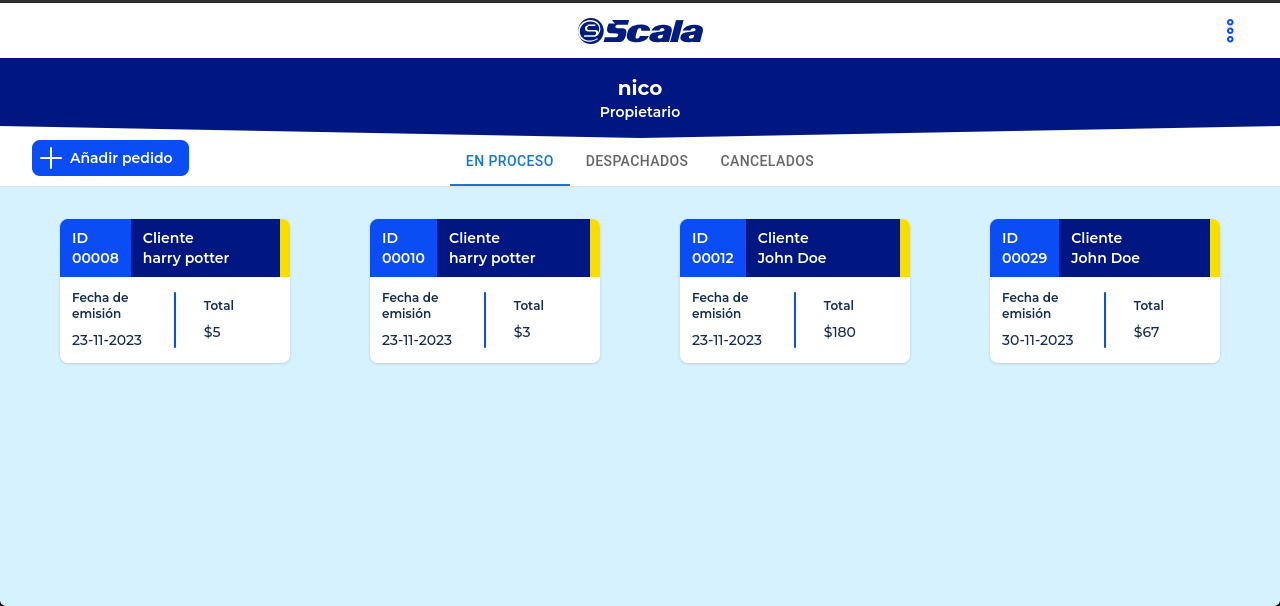 Scala
nico
Propietario
Añadir pedido
EN PROCESO DESPACHADOS CANCELADOS
ID
00008
Cliente
harry potter
Fecha de
emisión
23-11-2023
Total
$5
ID
00010
Cliente
harry potter
Fecha de
emisión
23-11-2023
Total
$3
ID
00012
Cliente
John Doe
Fecha de
emisión
23-11-2023
Total
$180
ID
00029
Cliente
John Doe
Fecha de
emisión
30-11-2023
Total
$67